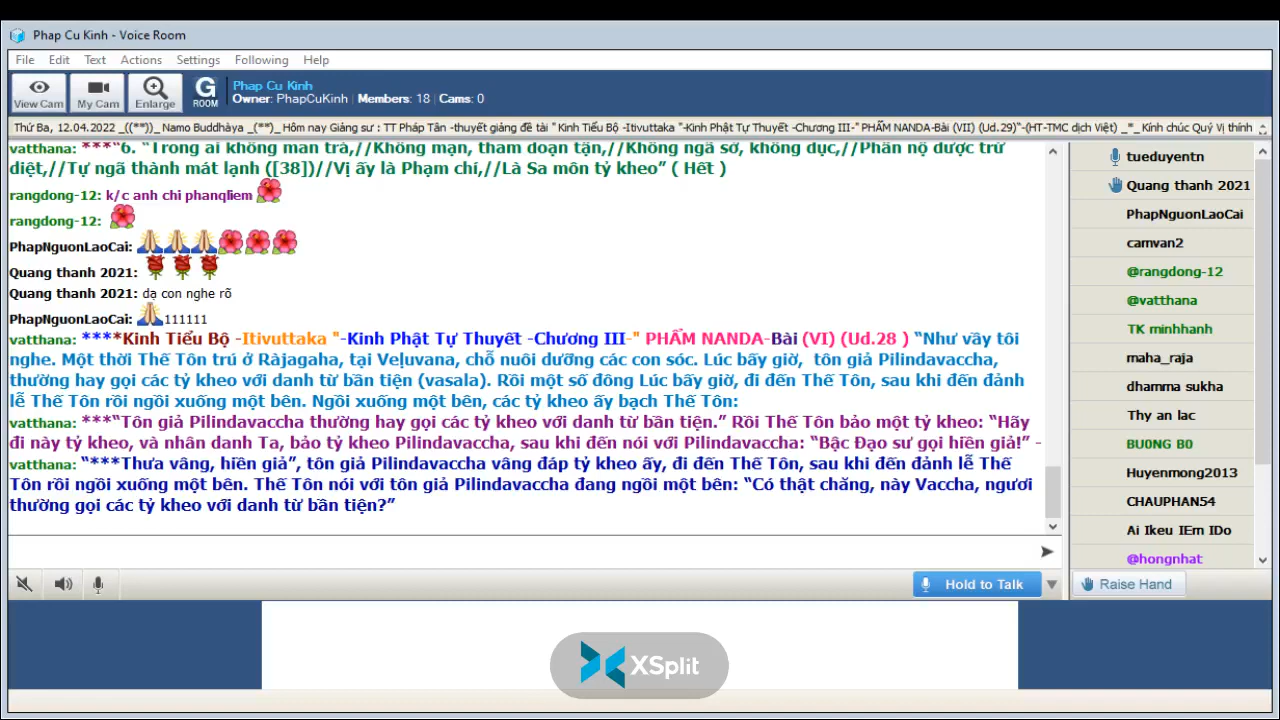 Phap Cu Kinh - Voice Room
File Edit Text Actions Settings Following Help
View Cam My Cam Enlarge G ROOM
Phap Cu Kinh
Owner: PhapCuKinh | Members: 18 | Cams: 0
Thứ Ba, 12.04.2022 _((**))_ Namo Buddhàya _(**)_ Hôm nay Giảng sư : TT Pháp Tân -thuyết giảng đề tài " Kinh Tiểu Bộ -Itivuttaka "-Kinh Phật Tự Thuyết -Chương III-" PHẨM NANDA-Bài (VII) (Ud.29)"-(HT-TMC dịch Việt) _*_ Kính chúc Quý Vị thính
vatthana: ***"6. "Trong ai không man trá,//Không mạn, tham đoạn tận,//Không ngã sở, không dục,//Phẫn nộ được trừ
diệt,//Tự ngã thành mát lạnh ([38])//Vị ấy là Phạm chí,//Là Sa môn tỷ kheo" ( Hết )
rangdong-12: k/c anh chi phanqliem
rangdong-12:
PhapNguonLaoCai:
Quang thanh 2021:
Quang thanh 2021: dạ con nghe rõ
PhapNguonLaoCai: 111111
vatthana: ****Kinh Tiểu Bộ -Itivuttaka "-Kinh Phật Tự Thuyết -Chương III-" PHẨM NANDA-Bài (VI) (Ud.28 ) "Như vầy tôi
nghe. Một thời Thế Tôn trú ở Ràjagaha, tại Veḷuvana, chỗ nuôi dưỡng các con sóc. Lúc bấy giờ, tôn giả Pilindavaccha,
thường hay gọi các tỷ kheo với danh từ bần tiện (vasala). Rồi một số đông Lúc bấy giờ, đi đến Thế Tôn, sau khi đến đảnh
lễ Thế Tôn rồi ngồi xuống một bên. Ngồi xuống một bên, các tỷ kheo ấy bạch Thế Tôn:
vatthana: ***"Tôn giả Pilindavaccha thường hay gọi các tỷ kheo với danh từ bần tiện." Rồi Thế Tôn bảo một tỷ kheo: "Hãy
đi này tỷ kheo, và nhân danh Ta, bảo tỷ kheo Pilindavaccha, sau khi đến nói với Pilindavaccha: "Bậc Đạo sư gọi hiền giả!" -
vatthana: "***Thưa vâng, hiền giả", tôn giả Pilindavaccha vâng đáp tỷ kheo ấy, đi đến Thế Tôn, sau khi đến đảnh lễ Thế
Tôn rồi ngồi xuống một bên. Thế Tôn nói với tôn giả Pilindavaccha đang ngồi một bên: "Có thật chăng, này Vaccha, ngươi
thường gọi các tỷ kheo với danh từ bần tiện?"
tueduyentn
Quang thanh 2021
PhapNguonLaoCai
camvan2
@rangdong-12
@vatthana
TK minhhanh
maha_raja
dhamma sukha
Thy an lac
BU0NG B0
Huyenmong2013
CHAUPHAN54
Ai Ikeu IEm IDo
@hongnhat
Hold to Talk
Raise Hand
XSplit